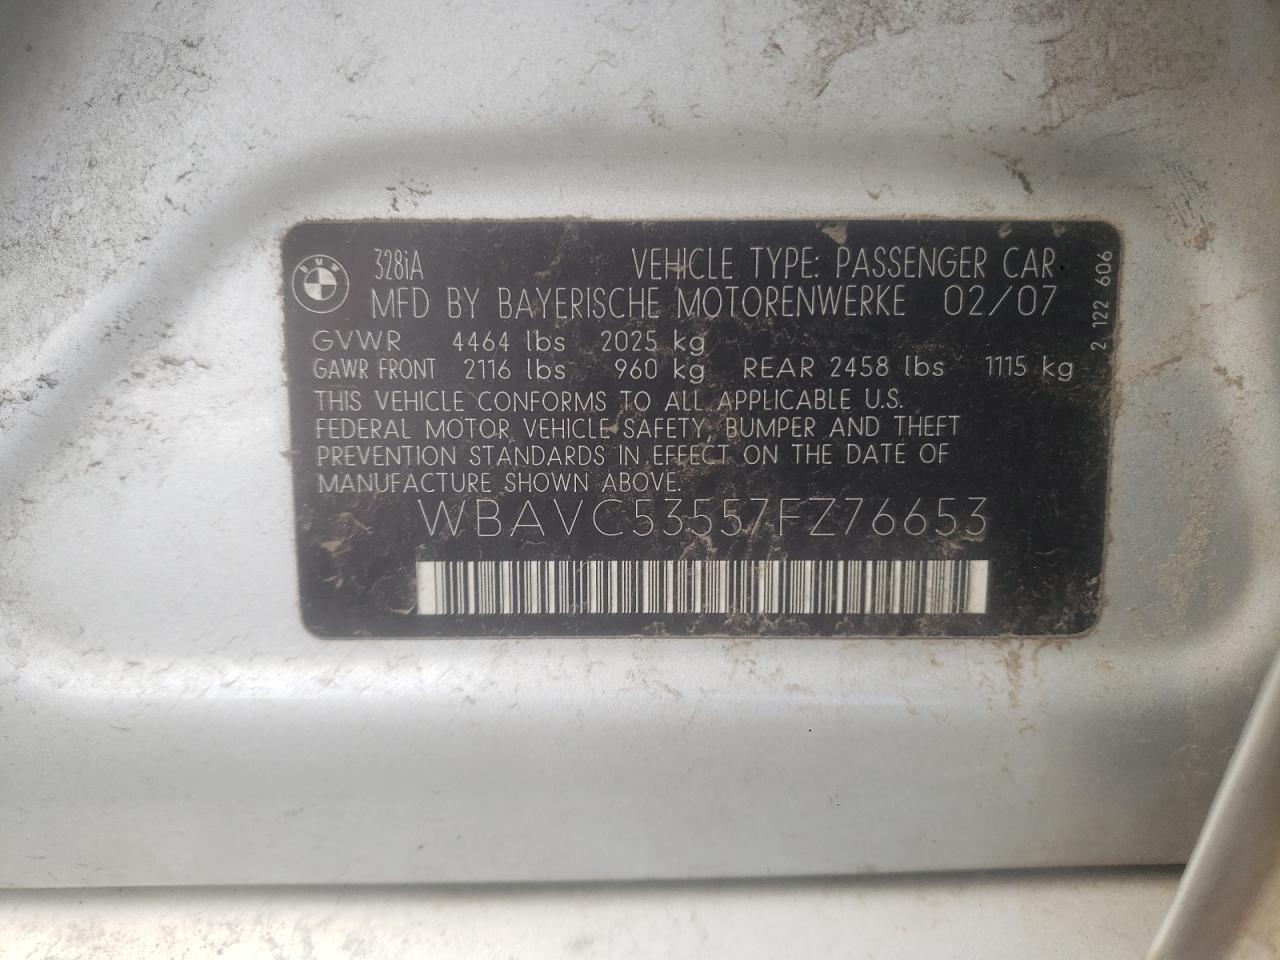 BMW
328iA VEHICLE TYPE: PASSENGER CAR
MFD BY BAYERISCHE MOTORENWERKE 02/07
GVWR 4464 lbs 2025 kg
GAWR FRONT 2116 lbs 960 kg REAR 2458 lbs 1115 kg
THIS VEHICLE CONFORMS TO ALL APPLICABLE U.S.
FEDERAL MOTOR VEHICLE SAFETY, BUMPER AND THEFT
PREVENTION STANDARDS IN EFFECT ON THE DATE OF
MANUFACTURE SHOWN ABOVE.
WBAVC53557FZ76653
2 122 606